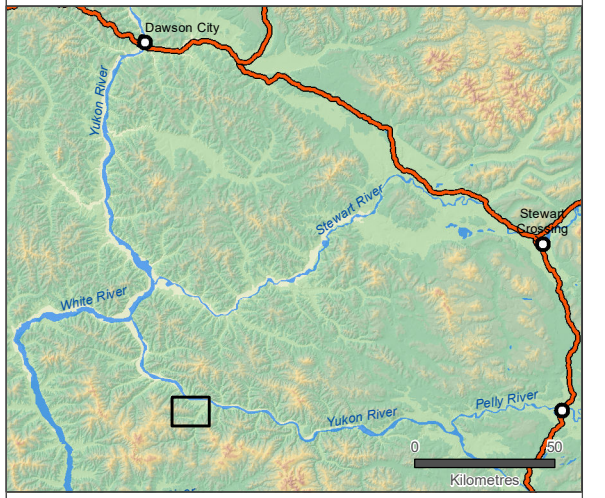 Dawson City
Yukon River
Stewart River
Stewart
Crossing
White River
Pelly River
Yukon River
0 50
Kilometres